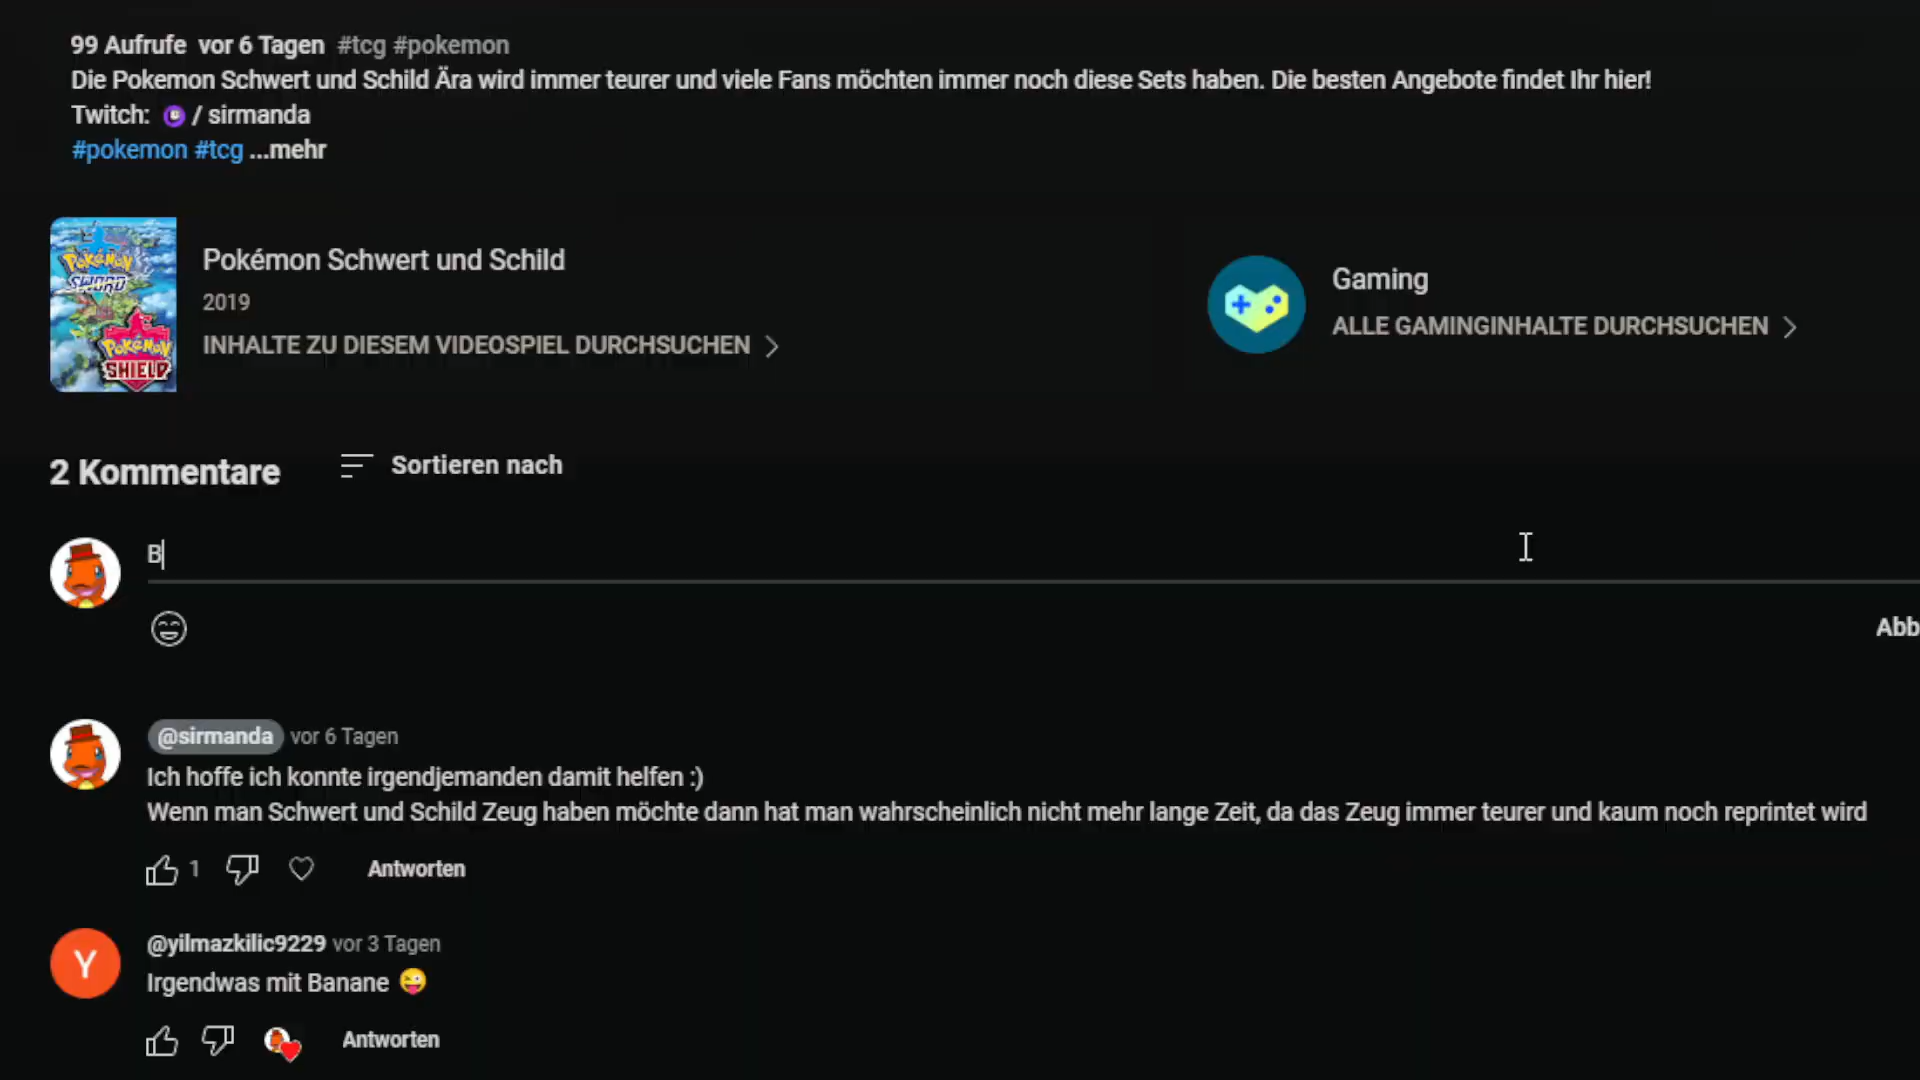 99 Aufrufe vor 6 Tagen #tcg #pokemon
Die Pokemon Schwert und Schild Ära wird immer teurer und viele Fans möchten immer noch diese Sets haben. Die besten Angebote findet Ihr hier!
Twitch: / sirmanda
#pokemon #tcg ...mehr
Pokémon SWORD
Pokémon SHIELD
Pokémon Schwert und Schild
2019
INHALTE ZU DIESEM VIDEOSPIEL DURCHSUCHEN
Gaming
ALLE GAMINGINHALTE DURCHSUCHEN
2 Kommentare
Sortieren nach
B
Abb
@sirmanda vor 6 Tagen
Ich hoffe ich konnte irgendjemanden damit helfen :)
Wenn man Schwert und Schild Zeug haben möchte dann hat man wahrscheinlich nicht mehr lange Zeit, da das Zeug immer teurer und kaum noch reprintet wird
1 Antworten
Y
@yilmazkilic9229 vor 3 Tagen
Irgendwas mit Banane 😜
Antworten